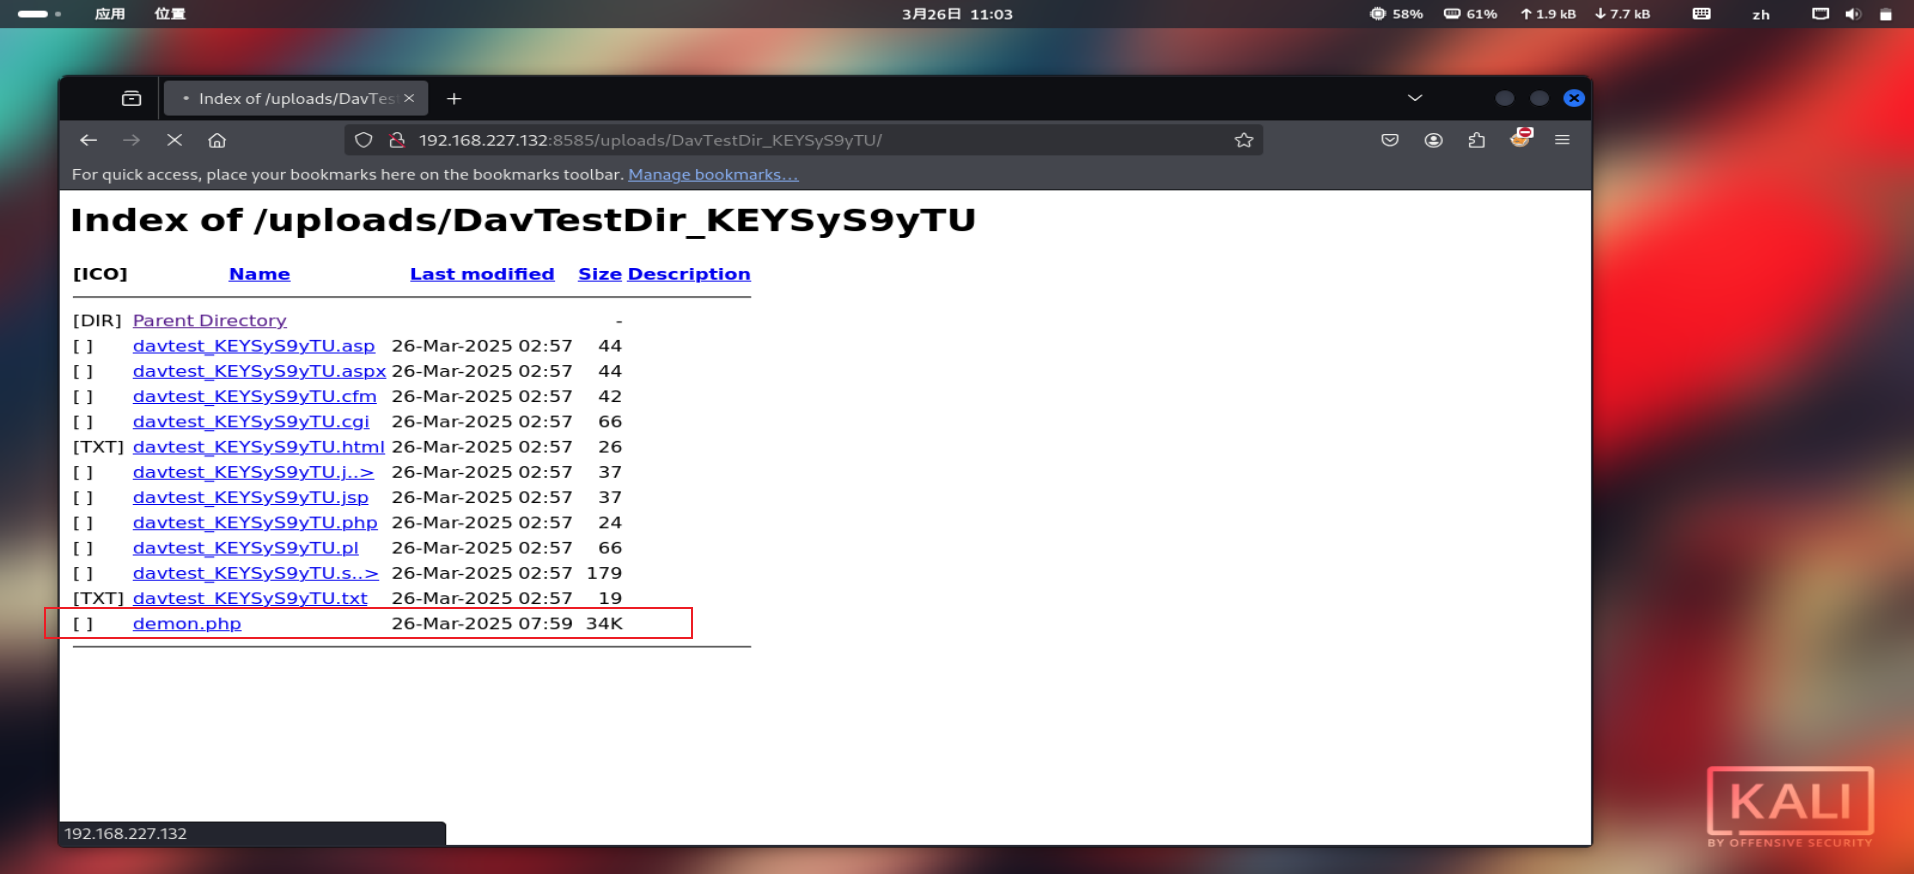 应用 位置 3月26日 11:03 58% 61% ↑ 1.9 kB ↓ 7.7 kB zh
• Index of /uploads/DavTes × +
192.168.227.132:8585/uploads/DavTestDir_KEYSyS9yTU/
For quick access, place your bookmarks here on the bookmarks toolbar. Manage bookmarks...
Index of /uploads/DavTestDir_KEYSyS9yTU
[ICO] Name Last modified Size Description
[DIR] Parent Directory -
[ ] davtest_KEYSyS9yTU.asp 26-Mar-2025 02:57 44
[ ] davtest_KEYSyS9yTU.aspx 26-Mar-2025 02:57 44
[ ] davtest_KEYSyS9yTU.cfm 26-Mar-2025 02:57 42
[ ] davtest_KEYSyS9yTU.cgi 26-Mar-2025 02:57 66
[TXT] davtest_KEYSyS9yTU.html 26-Mar-2025 02:57 26
[ ] davtest_KEYSyS9yTU.j..> 26-Mar-2025 02:57 37
[ ] davtest_KEYSyS9yTU.jsp 26-Mar-2025 02:57 37
[ ] davtest_KEYSyS9yTU.php 26-Mar-2025 02:57 24
[ ] davtest_KEYSyS9yTU.pl 26-Mar-2025 02:57 66
[ ] davtest_KEYSyS9yTU.s..> 26-Mar-2025 02:57 179
[TXT] davtest_KEYSyS9yTU.txt 26-Mar-2025 02:57 19
[ ] demon.php 26-Mar-2025 07:59 34K
192.168.227.132
KALI
BY OFFENSIVE SECURITY